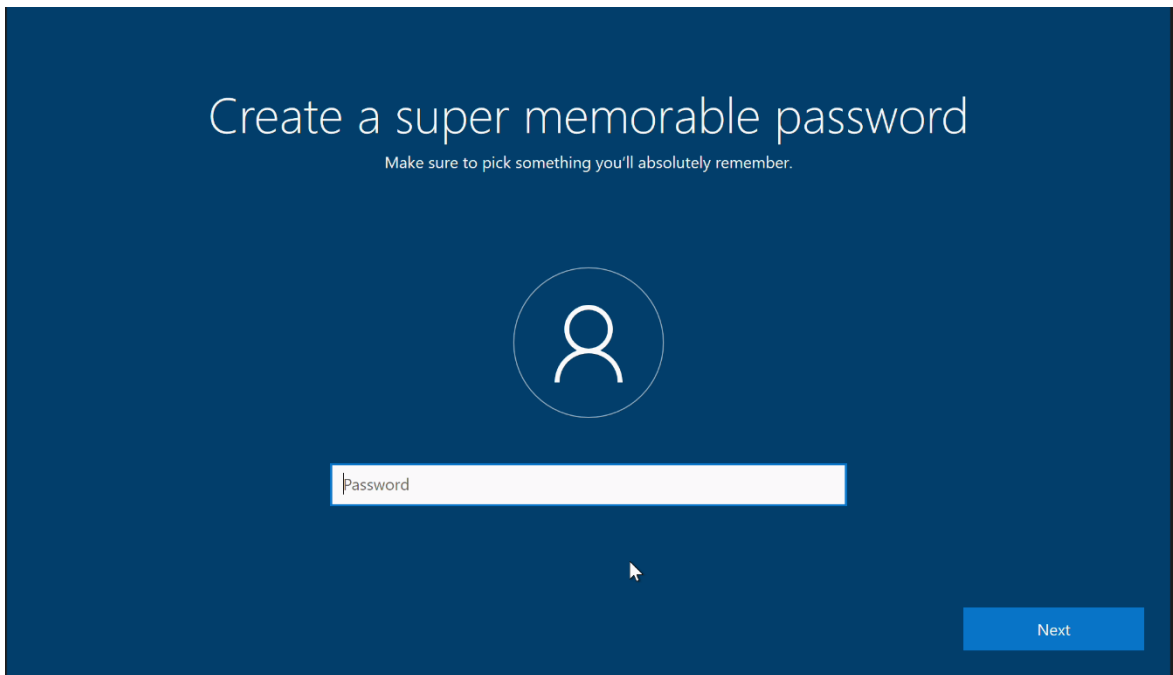 Create a super memorable password
Make sure to pick something you'll absolutely remember.
Password
Next